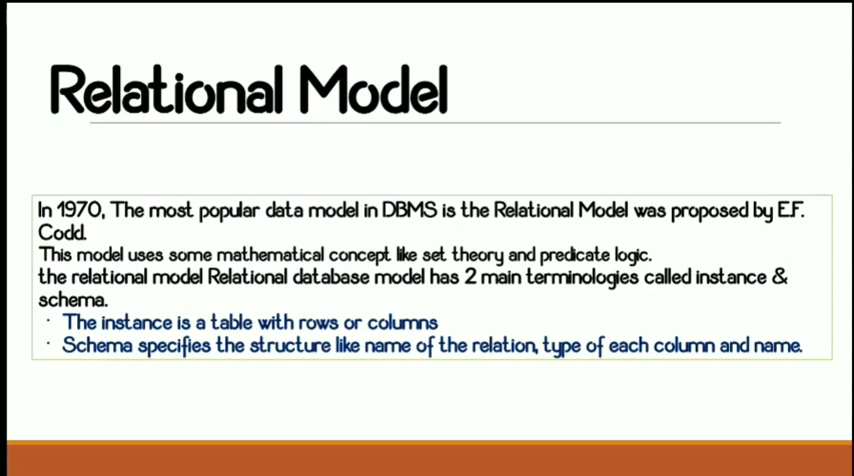 Relational Model
In 1970, The most popular data model in DBMS is the Relational Model was proposed by E.F.
Codd.
This model uses some mathematical concept like set theory and predicate logic.
the relational model Relational database model has 2 main terminologies called instance &
schema.
· The instance is a table with rows or columns
· Schema specifies the structure like name of the relation, type of each column and name.